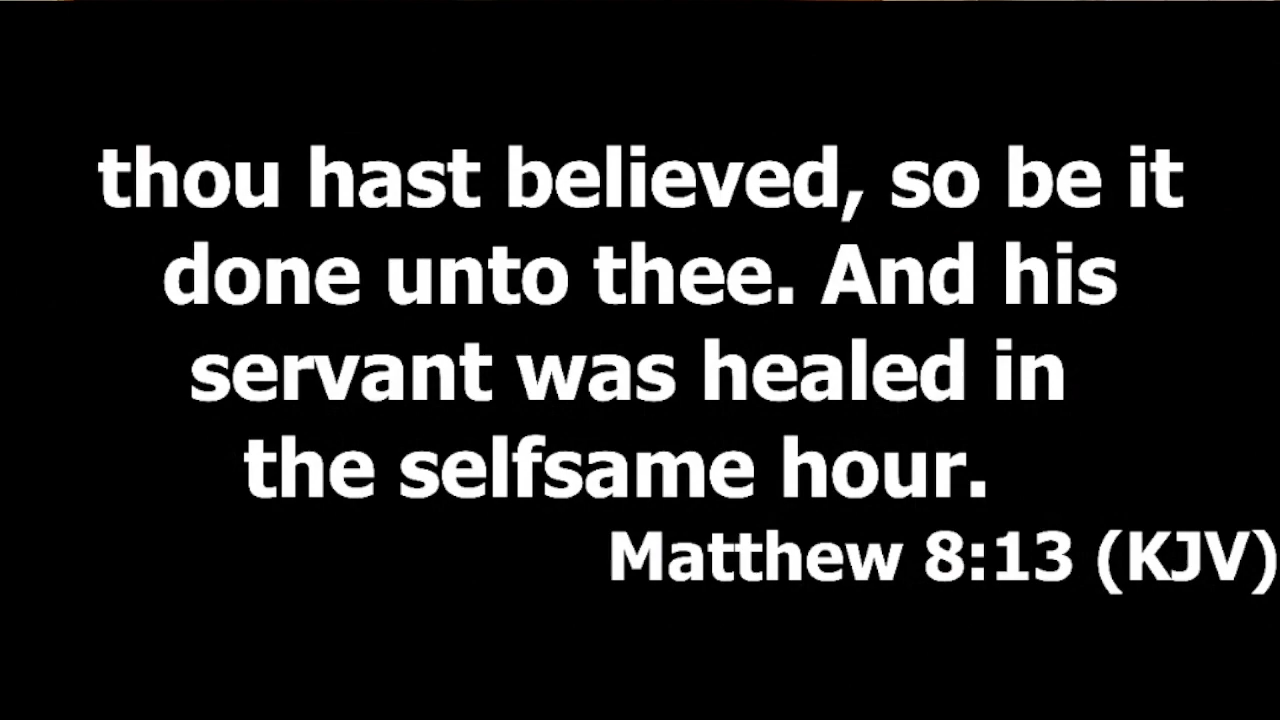 thou hast believed, so be it
done unto thee. And his
servant was healed in
the selfsame hour.
Matthew 8:13 (KJV)